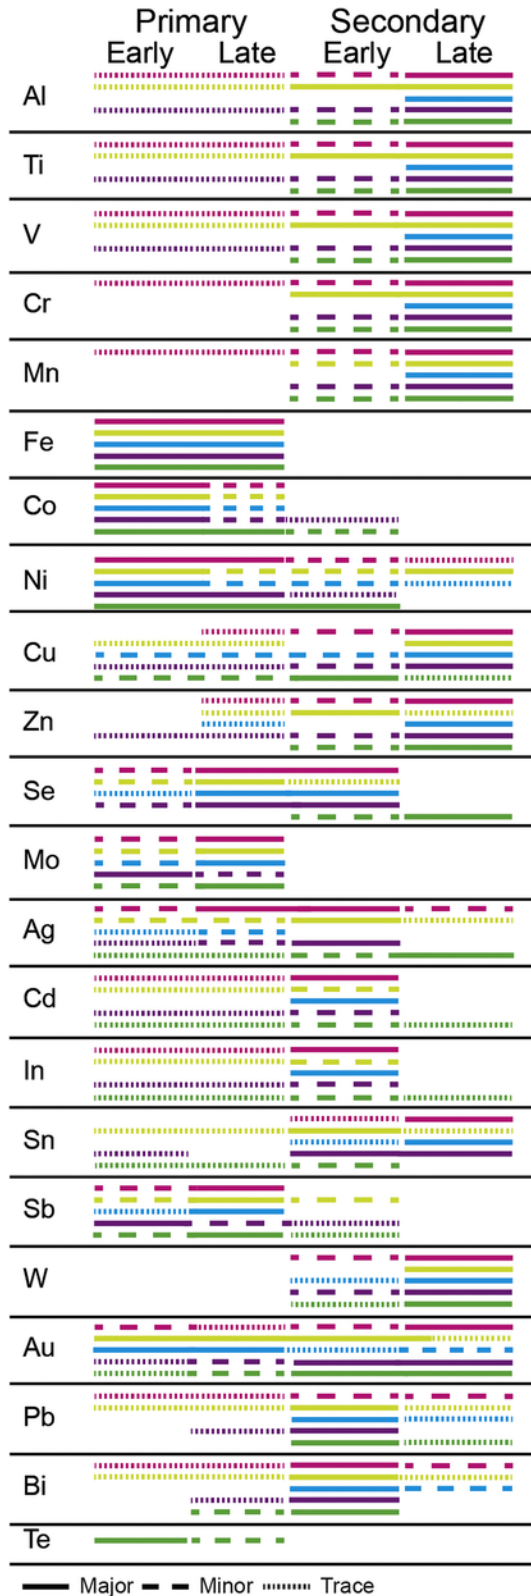 Primary Secondary
Early Late Early Late
Al
Ti
V
Cr
Mn
Fe
Co
Ni
Cu
Zn
Se
Mo
Ag
Cd
In
Sn
Sb
W
Au
Pb
Bi
Te
Major Minor Trace